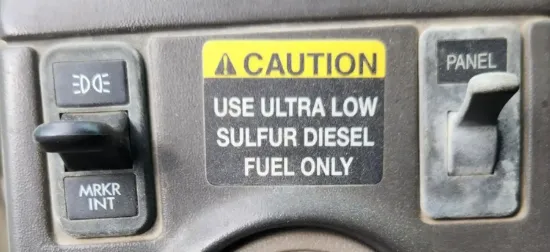 CAUTION
USE ULTRA LOW
SULFUR DIESEL
FUEL ONLY
PANEL
MRKR
INT